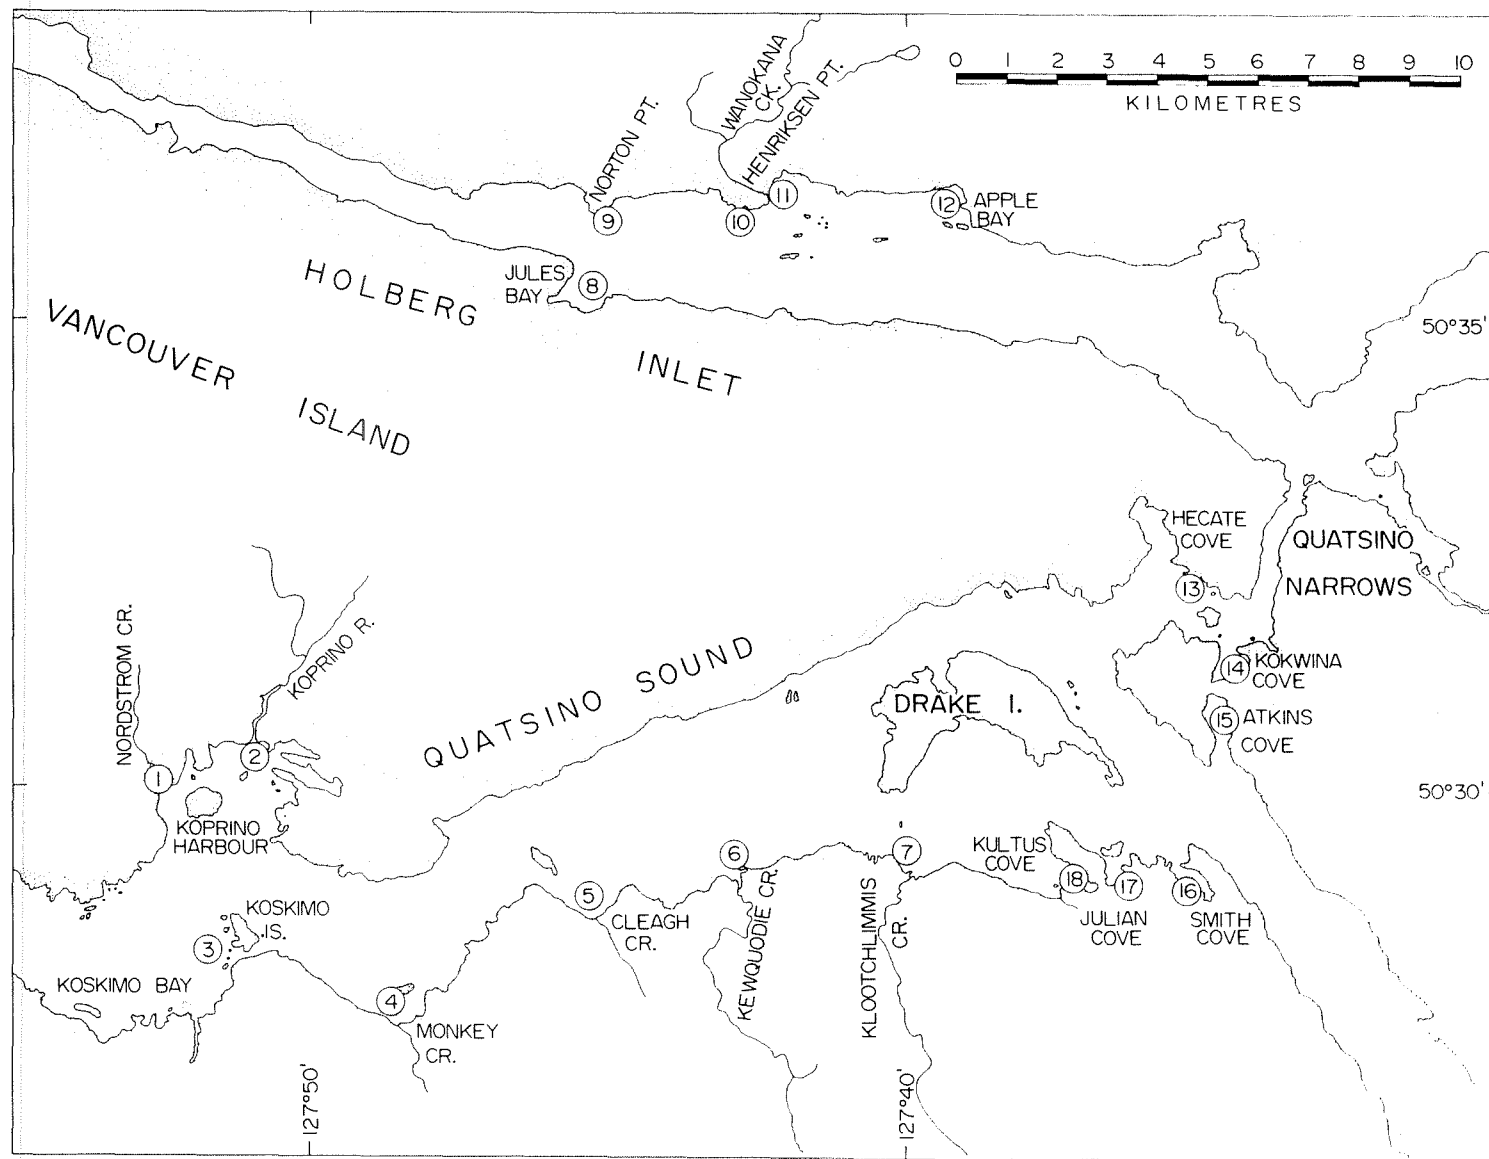 0 1 2 3 4 5 6 7 8 9 10
KILOMETRES
WANOKANA
CK.
HENRIKSEN PT.
NORTON PT.
9
10
11
12
APPLE
BAY
JULES
BAY
8
HOLBERG
INLET
VANCOUVER
ISLAND
50°35'
HECATE
COVE
13
QUATSINO
NARROWS
NORDSTROM CR.
KOPRINO R.
QUATSINO SOUND
DRAKE I.
14
KOKWINA
COVE
15
ATKINS
COVE
1
2
KOPRINO
HARBOUR
50°30'
KOSKIMO
IS.
3
KOSKIMO BAY
4
MONKEY
CR.
5
CLEAGH
CR.
6
KEWQUODIE CR.
7
KLOOTCHLIMMIS
CR.
KULTUS
COVE
18
17
16
JULIAN
COVE
SMITH
COVE
127°50'
127°40'